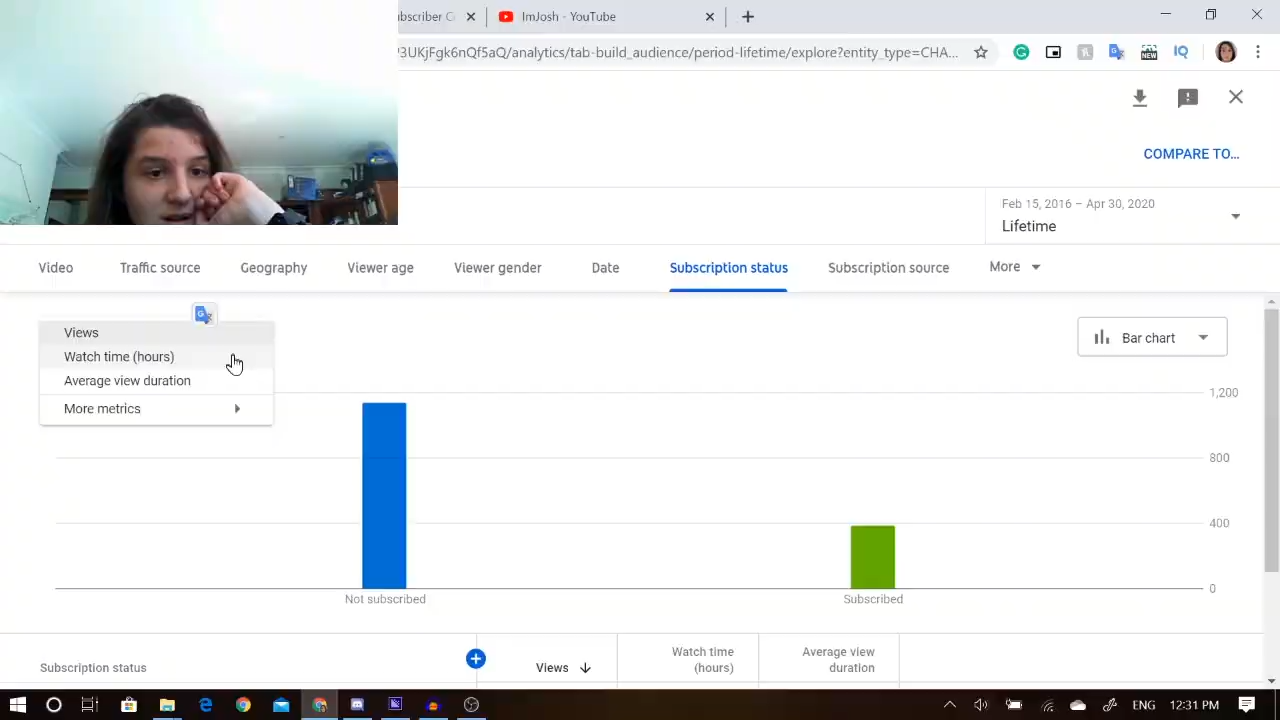 ubscriber C
ImJosh - YouTube
?3UKjFgk6nQf5aQ/analytics/tab-build_audience/period-lifetime/explore?entity_type=CHA...
NEW
IQ
COMPARE TO...
Feb 15, 2016 – Apr 30, 2020
Lifetime
Video Traffic source Geography Viewer age Viewer gender Date Subscription status Subscription source More
Views
Watch time (hours)
Average view duration
More metrics
Bar chart
1,200
800
400
0
Not subscribed
Subscribed
Subscription status
Views
Watch time
(hours)
Average view
duration
ENG
12:31 PM